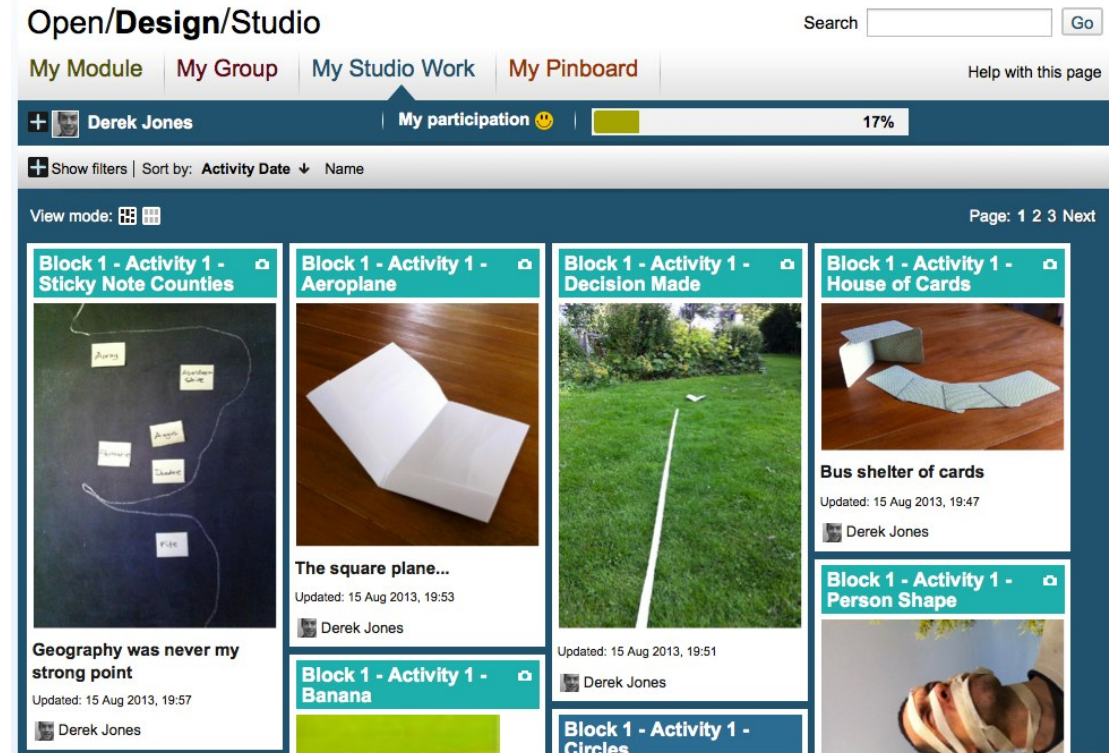 Open/Design/Studio
Search
Go
My Module
My Group
My Studio Work
My Pinboard
Help with this page
Derek Jones
My participation
17%
Show filters | Sort by: Activity Date ↓ Name
View mode:
Page: 1 2 3 Next
Block 1 - Activity 1 -
Sticky Note Counties
Fife
Geography was never my
strong point
Updated: 15 Aug 2013, 19:57
Derek Jones
Block 1 - Activity 1 -
Aeroplane
The square plane...
Updated: 15 Aug 2013, 19:53
Derek Jones
Block 1 - Activity 1 -
Banana
Block 1 - Activity 1 -
Decision Made
Updated: 15 Aug 2013, 19:51
Derek Jones
Block 1 - Activity 1 -
Circles
Block 1 - Activity 1 -
House of Cards
Bus shelter of cards
Updated: 15 Aug 2013, 19:47
Derek Jones
Block 1 - Activity 1 -
Person Shape